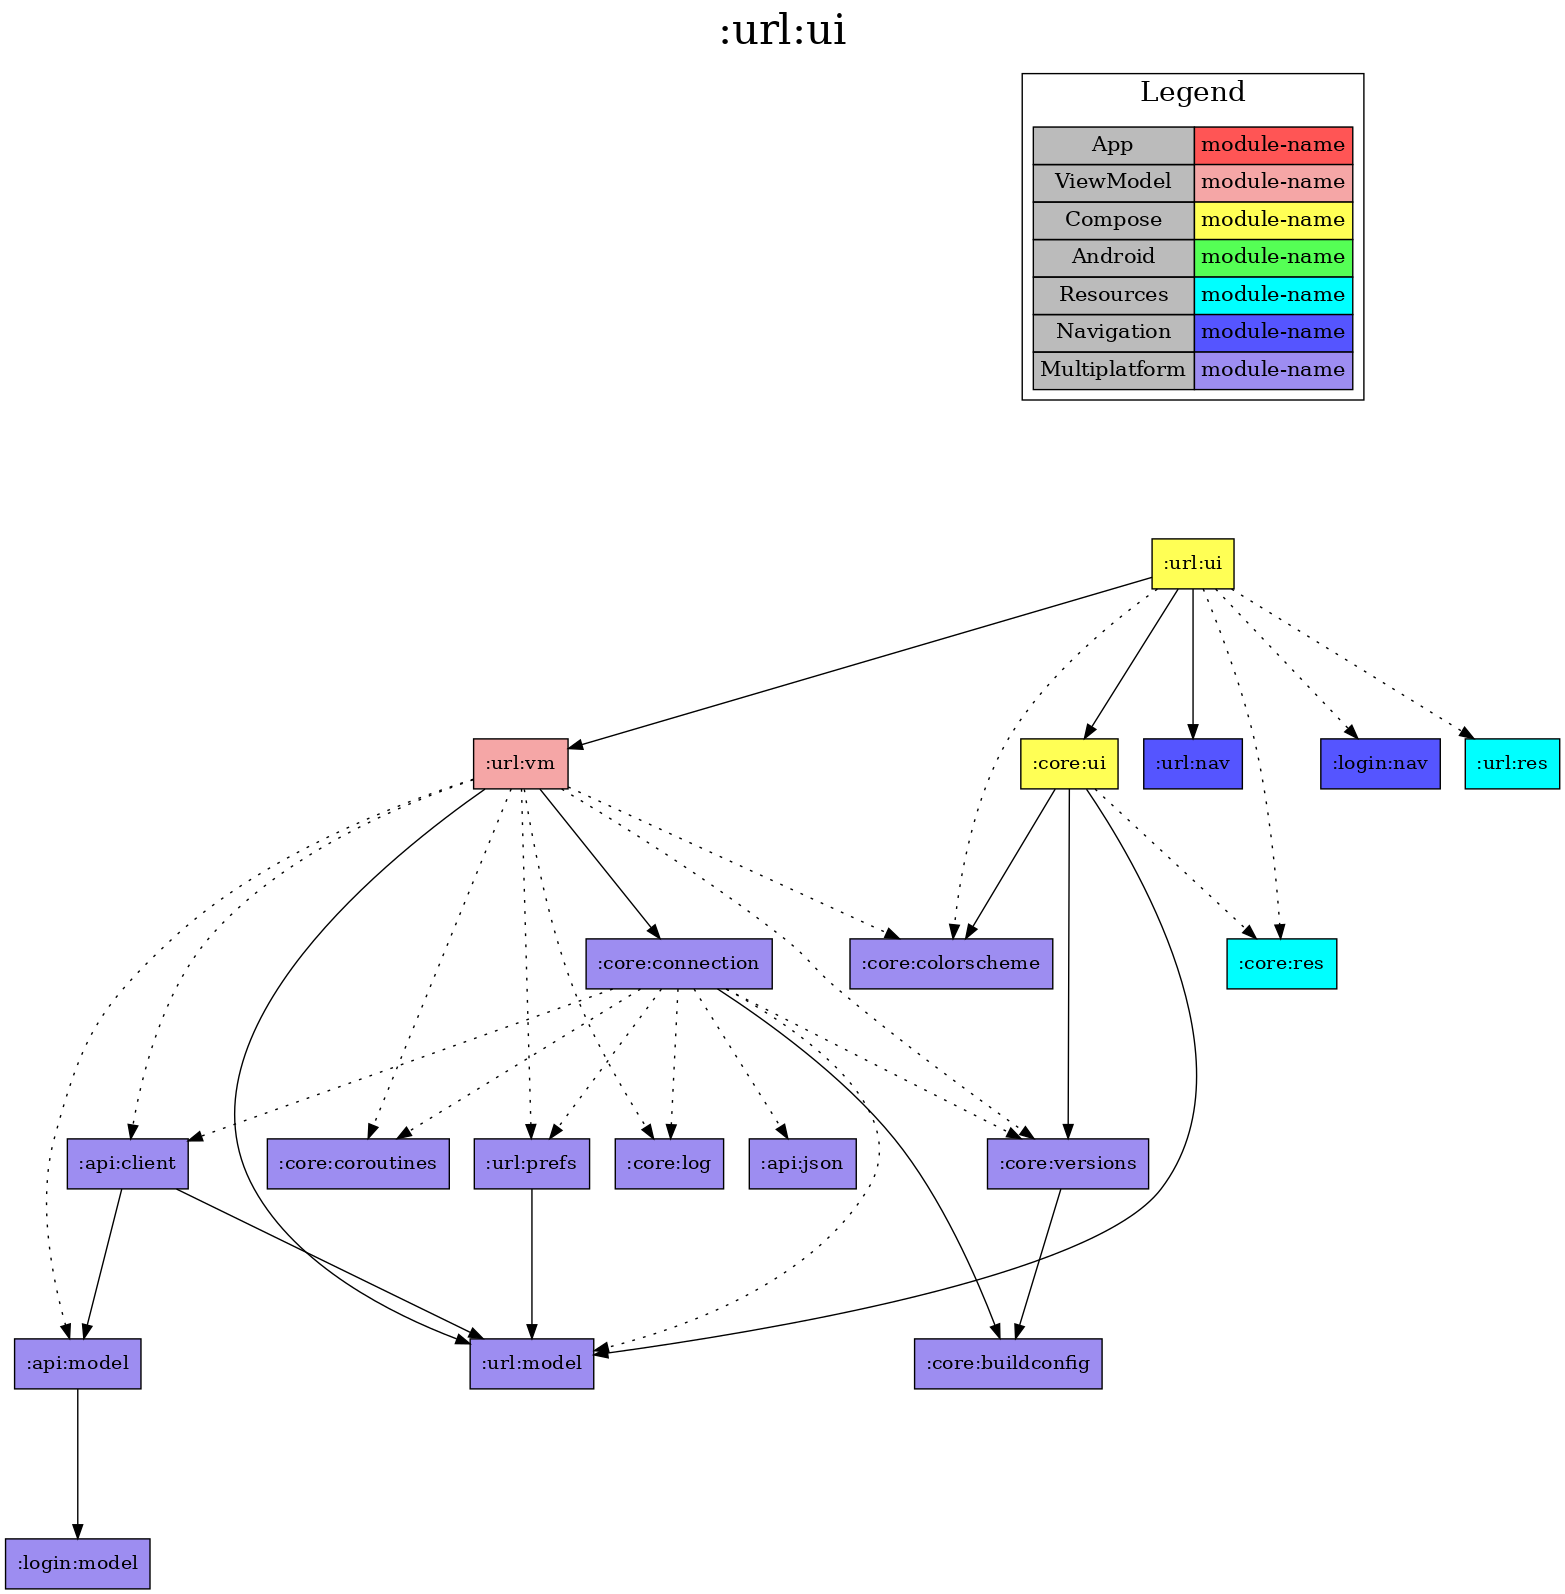 :url:ui
Legend
App module-name
ViewModel module-name
Compose module-name
Android module-name
Resources module-name
Navigation module-name
Multiplatform module-name
:url:ui
:url:vm :core:ui :url:nav :login:nav :url:res
:core:connection :core:colorscheme :core:res
:api:client :core:coroutines :url:prefs :core:log :api:json :core:versions
:api:model :url:model :core:buildconfig
:login:model